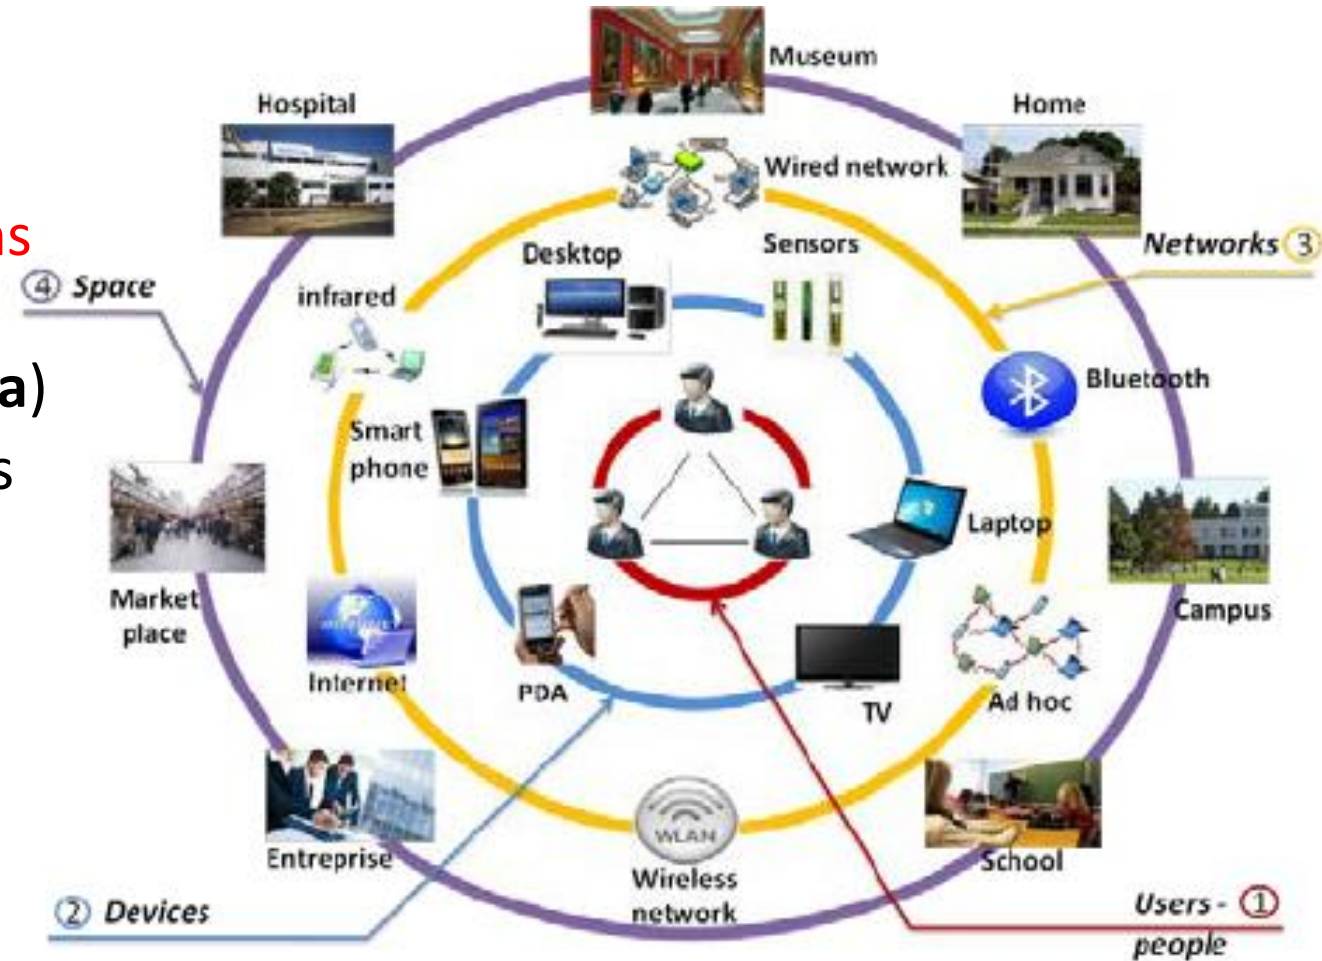 Museum
Hospital
Home
Wired network
as
Networks 3
Desktop
Sensors
4 Space
infrared
a)
Bluetooth
Smart
phone
s
Laptop
Market
place
Campus
Internet
PDA
Ad hoc
TV
WLAN
Entreprise
School
Wireless
network
2 Devices
Users - 1
people